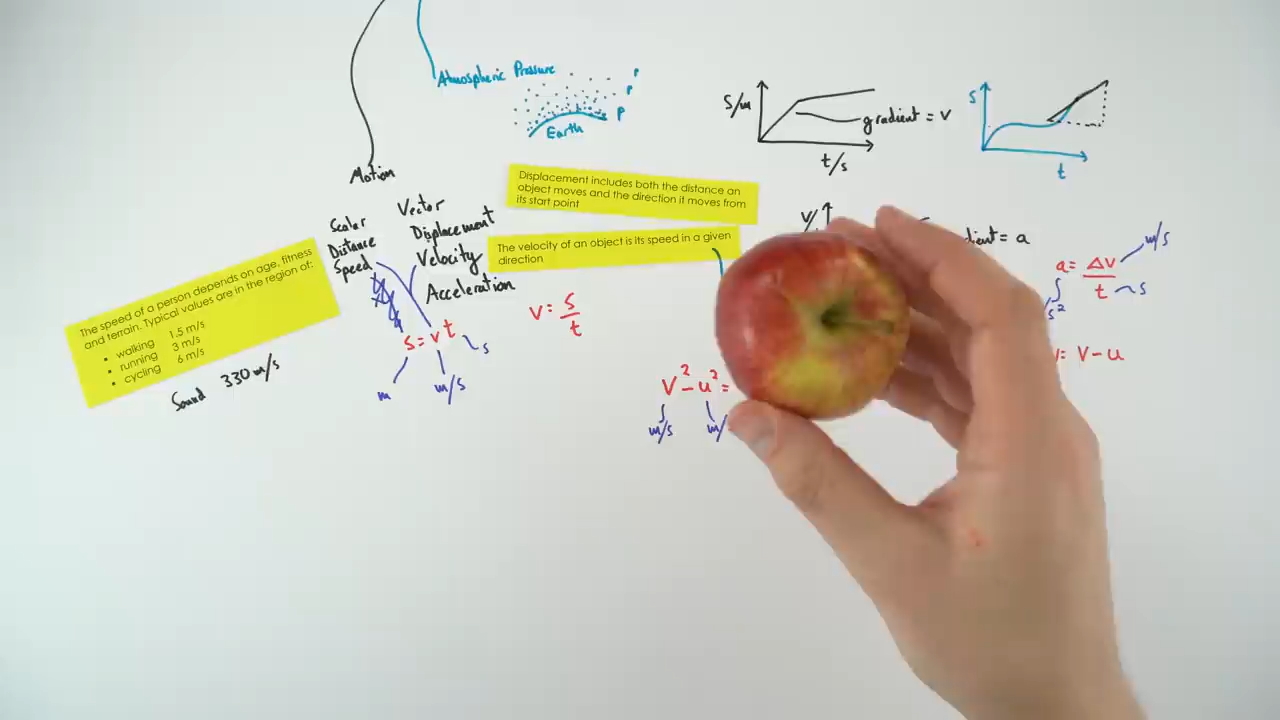 Atmospheric Pressure
P
P
P
Earth
Motion
S/m
gradient = v
t/s
S
t
Displacement includes both the distance an
object moves and the direction it moves from
its start point
The velocity of an object is its speed in a given
direction
Scalar
Distance
Speed
Vector
Displacement
Velocity
Acceleration
The speed of a person depends on age, fitness
and terrain. Typical values are in the region of:
• walking 1.5 m/s
• running 3 m/s
• cycling 6 m/s
Sound 330 m/s
s = v t
m
m/s
s
v = s/t
v/
= a
a = Δv/t
m/s
s
v² - u² =
m/s
m/
v - u